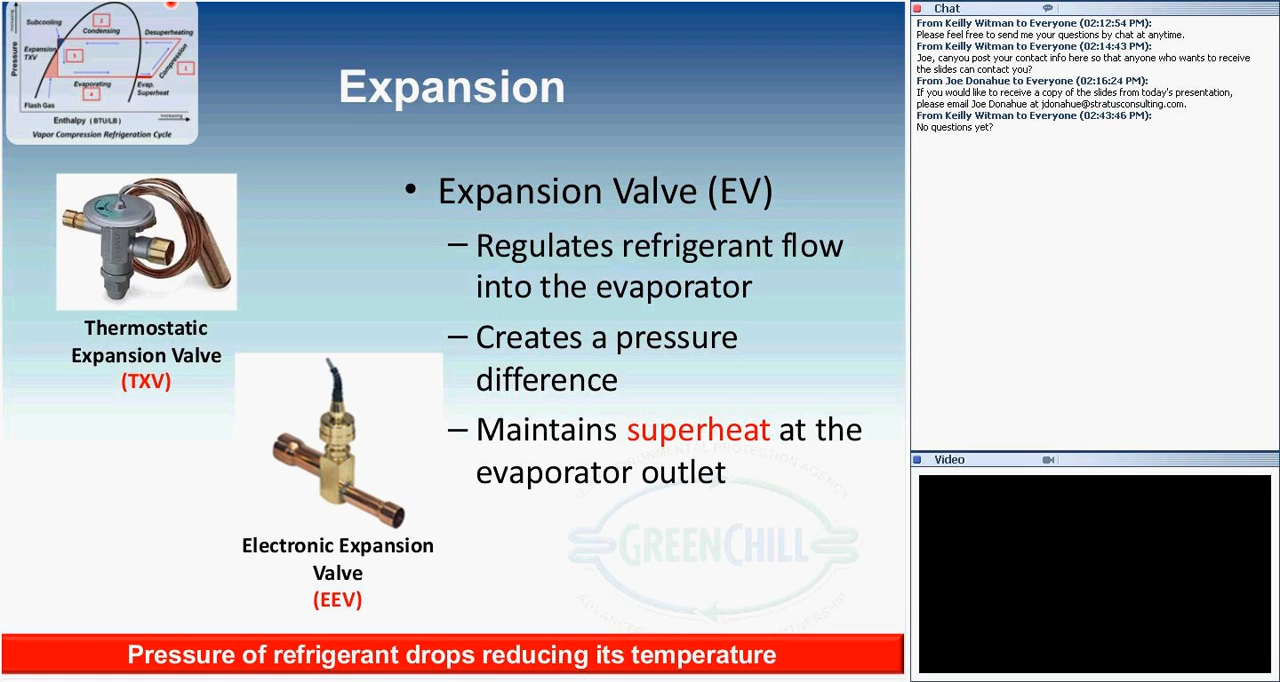 Pressure
Increasing
Subcooling
2
Condensing
Desuperheating
Expansion
TXV
3
Compression
1
Evaporating
4
Evap.
Superheat
Flash Gas
Enthalpy (BTU/LB)
Increasing
Vapor Compression Refrigeration Cycle
Expansion
• Expansion Valve (EV)
– Regulates refrigerant flow
into the evaporator
– Creates a pressure
difference
– Maintains superheat at the
evaporator outlet
Thermostatic
Expansion Valve
(TXV)
Electronic Expansion
Valve
(EEV)
GREENCHILL
Pressure of refrigerant drops reducing its temperature
Chat
From Keilly Witman to Everyone (02:12:54 PM):
Please feel free to send me your questions by chat at anytime.
From Keilly Witman to Everyone (02:14:43 PM):
Joe, canyou post your contact info here so that anyone who wants to receive
the slides can contact you?
From Joe Donahue to Everyone (02:16:24 PM):
If you would like to receive a copy of the slides from today's presentation,
please email Joe Donahue at jdonahue@stratusconsulting.com.
From Keilly Witman to Everyone (02:43:46 PM):
No questions yet?
Video